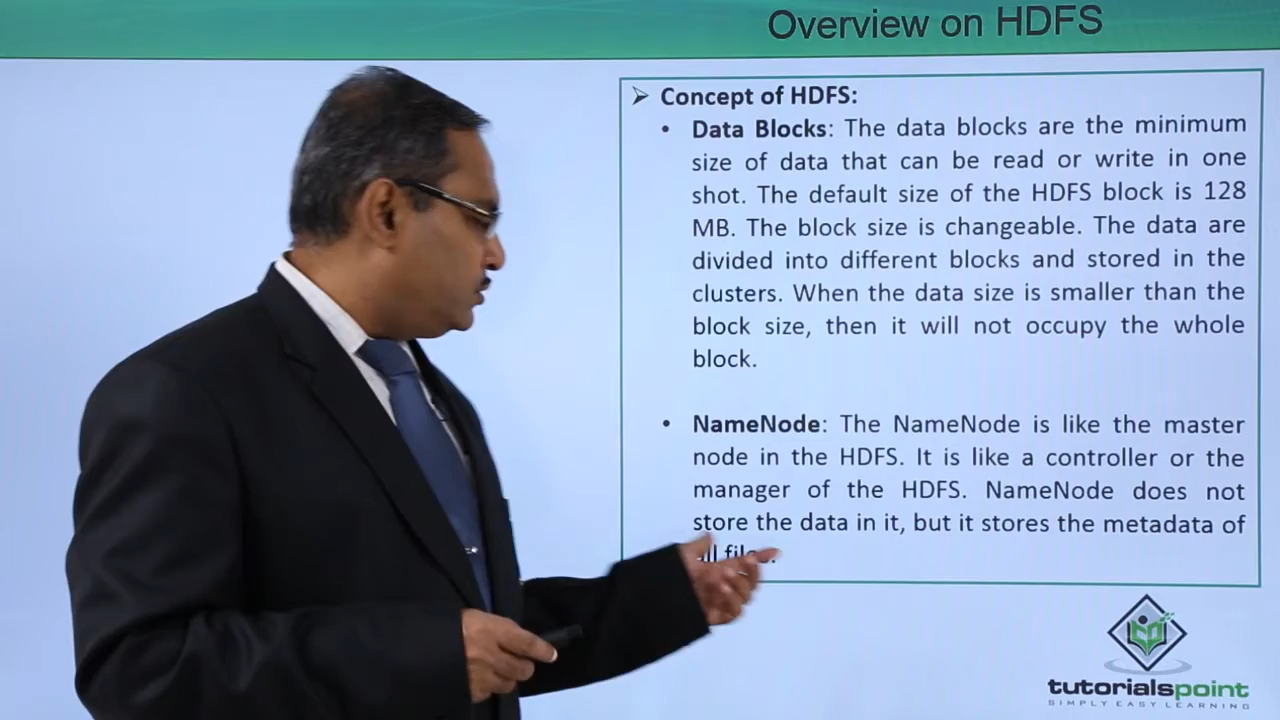 Overview on HDFS
➢ Concept of HDFS:
• Data Blocks: The data blocks are the minimum
size of data that can be read or write in one
shot. The default size of the HDFS block is 128
MB. The block size is changeable. The data are
divided into different blocks and stored in the
clusters. When the data size is smaller than the
block size, then it will not occupy the whole
block.
• NameNode: The NameNode is like the master
node in the HDFS. It is like a controller or the
manager of the HDFS. NameNode does not
store the data in it, but it stores the metadata of
all files.
tutorialspoint
SIMPLY EASY LEARNING